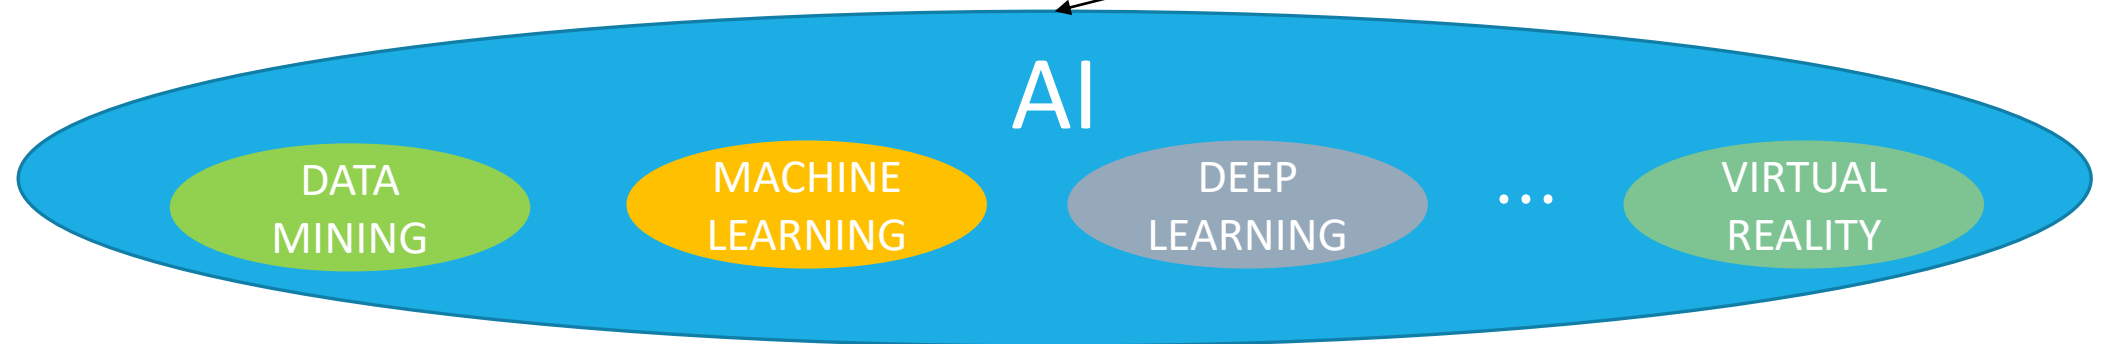 AI
DATA
MINING
MACHINE
LEARNING
DEEP
LEARNING
...
VIRTUAL
REALITY